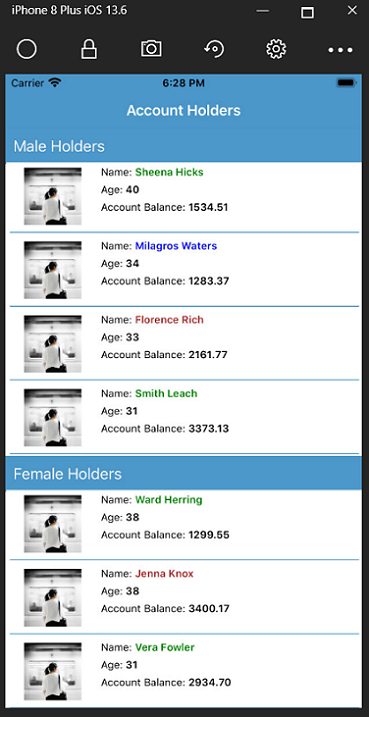 iPhone 8 Plus iOS 13.6
Carrier 6:28 PM
Account Holders
Male Holders
Name: Sheena Hicks
Age: 40
Account Balance: 1534.51
Name: Milagros Waters
Age: 34
Account Balance: 1283.37
Name: Florence Rich
Age: 33
Account Balance: 2161.77
Name: Smith Leach
Age: 31
Account Balance: 3373.13
Female Holders
Name: Ward Herring
Age: 38
Account Balance: 1299.55
Name: Jenna Knox
Age: 38
Account Balance: 3400.17
Name: Vera Fowler
Age: 31
Account Balance: 2934.70